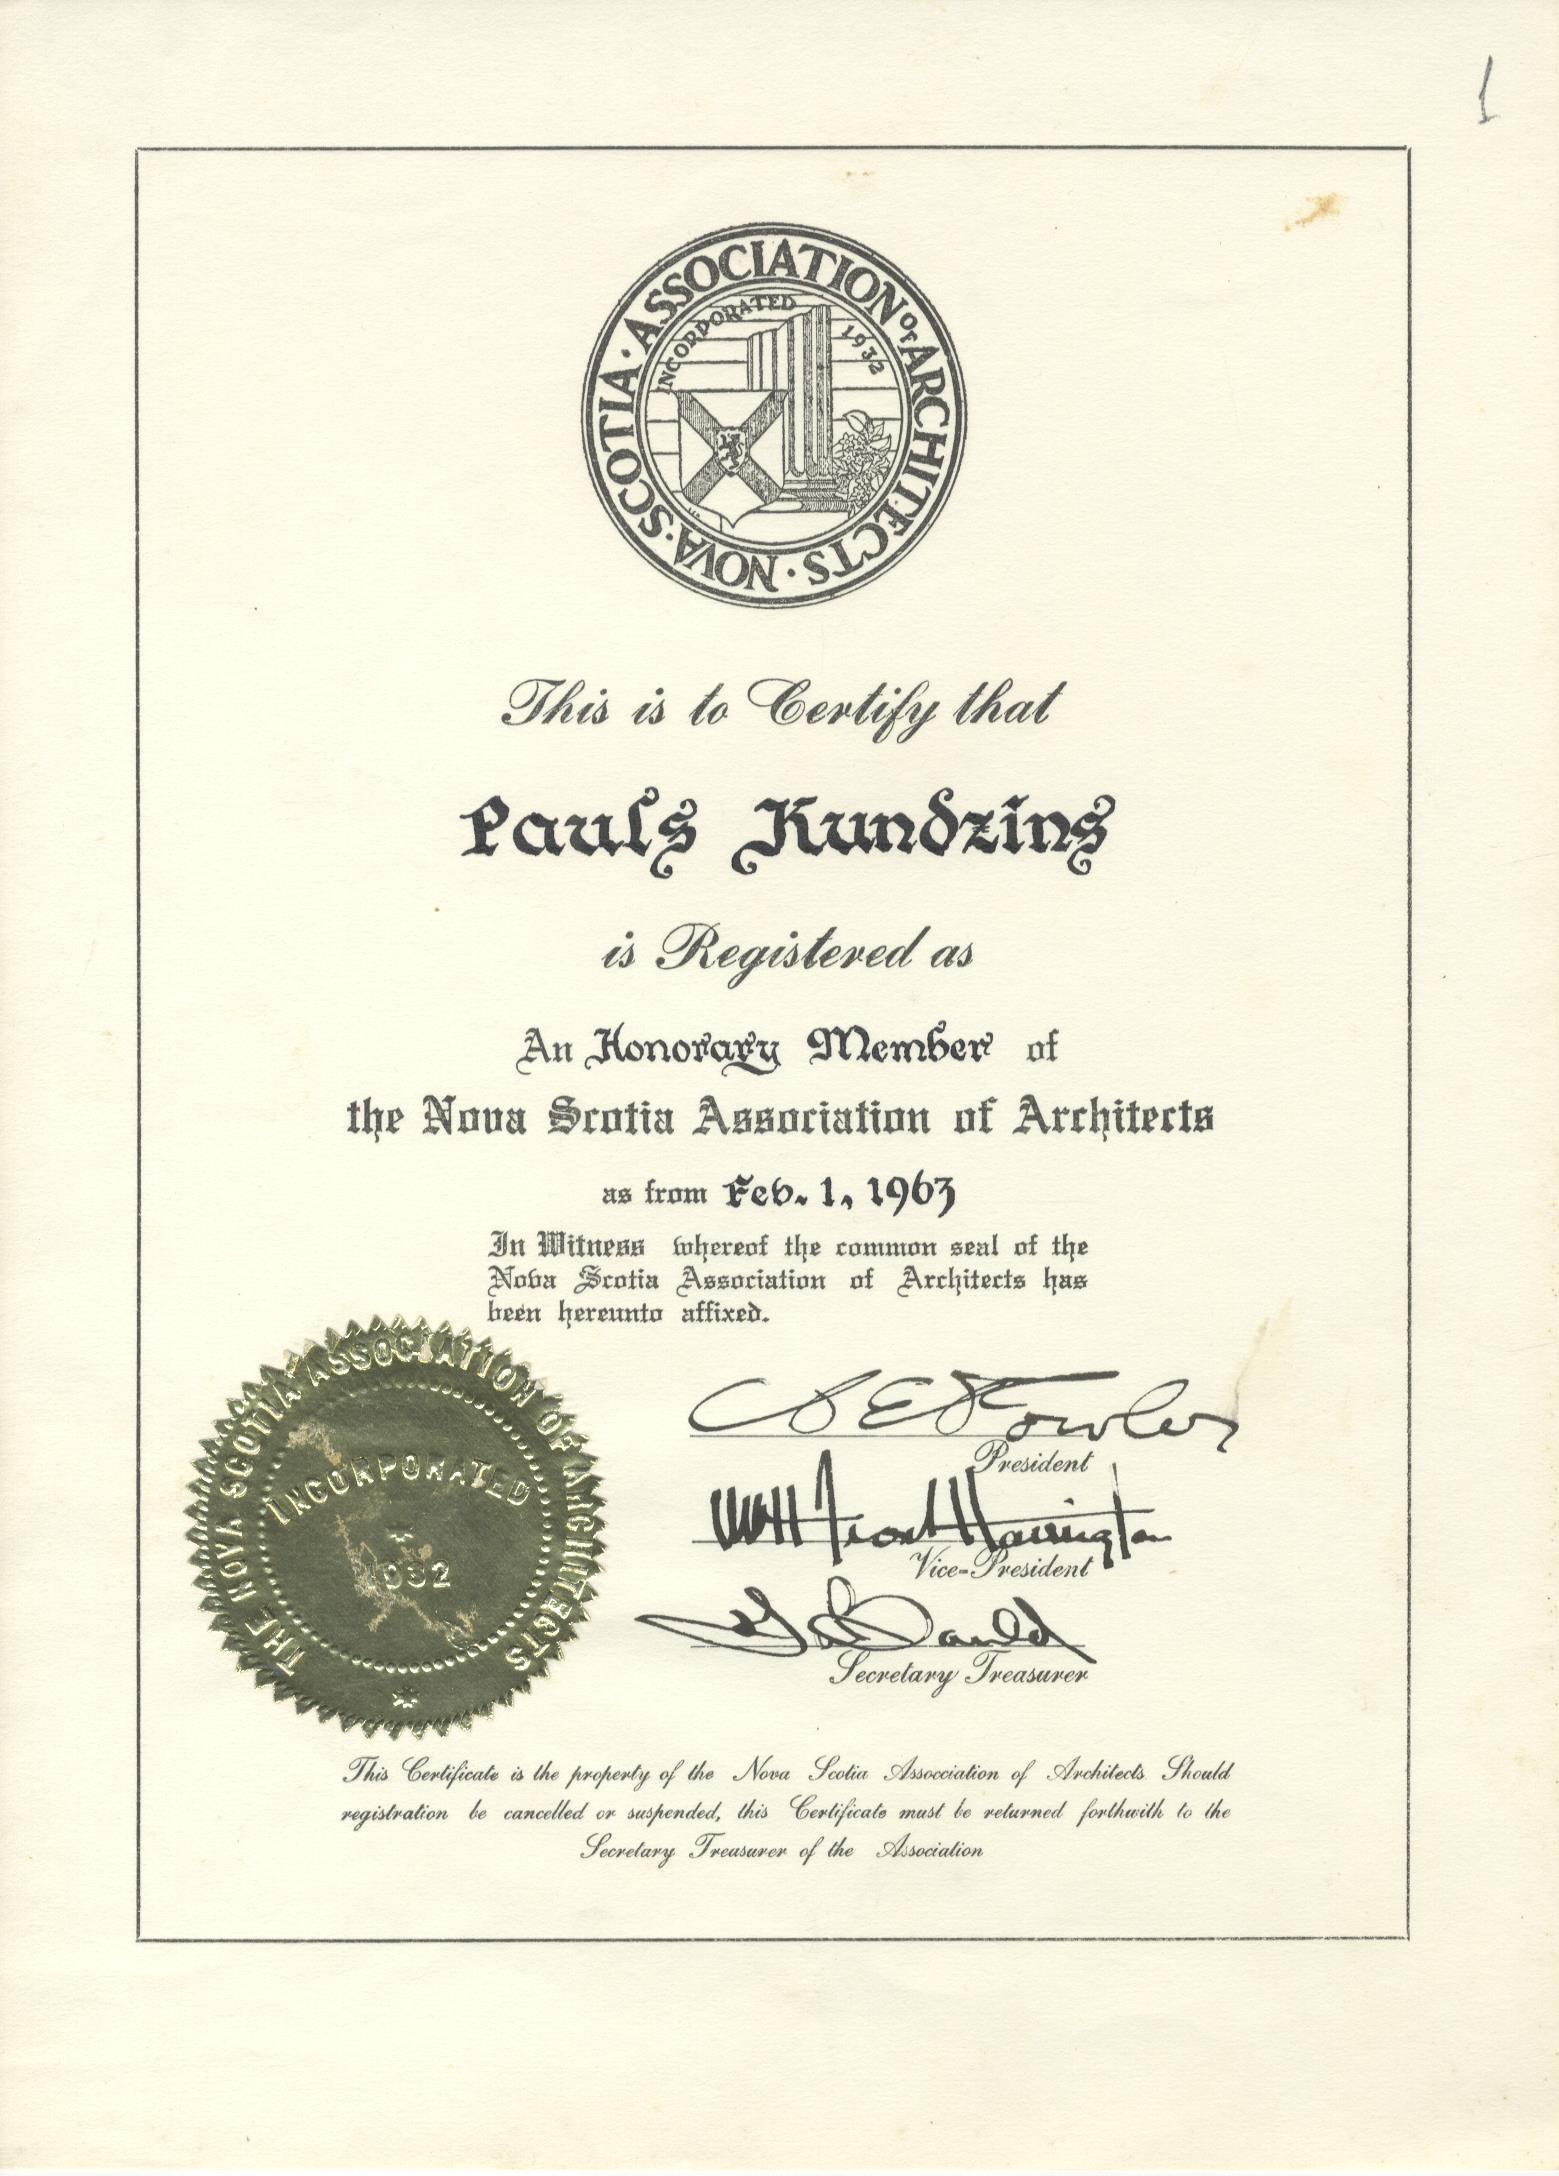 1
NOVA · SCOTIA · ASSOCIATION OF ARCHITECTS ·
INCORPORATED 1932
This is to Certify that
Pauls Kundzins
is Registered as
An Honorary Member of
the Nova Scotia Association of Architects
as from Feb. 1, 1963
In Witness whereof the common seal of the
Nova Scotia Association of Architects has
been hereunto affixed.
THE NOVA SCOTIA ASSOCIATION OF ARCHITECTS
INCORPORATED
1932
Fowler
President
Frost Harrington
Vice-President
Secretary Treasurer
This Certificate is the property of the Nova Scotia Assocciation of Architects Should
registration be cancelled or suspended, this Certificate must be returned forthwith to the
Secretary Treasurer of the Association